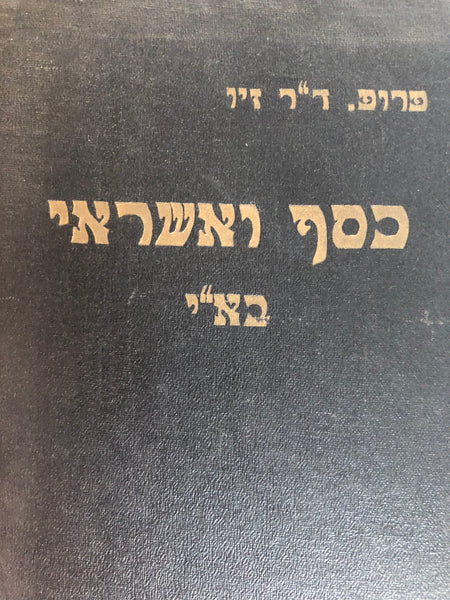 פרופ. ד"ר זיו
כסף ואשראי
בא"י